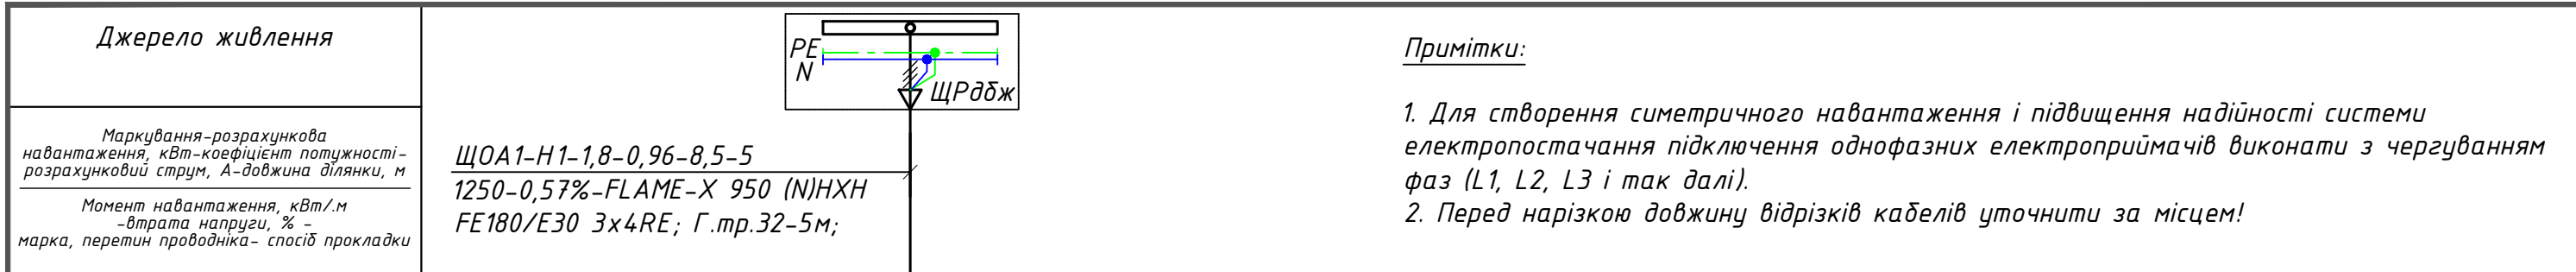 Джерело живлення
Маркування-розрахункова
навантаження, кВт-коефіцієнт потужності-
розрахунковий струм, А-довжина ділянки, м
Момент навантаження, кВт/.м
-втрата напруги, % -
марка, перетин проводніка- спосіб прокладки
PE
N
ЩРдбж
ЩОА1-Н1-1,8-0,96-8,5-5
1250-0,57%-FLAME-X 950 (N)HXH
FE180/E30 3x4RE; Г.тр.32-5м;
Примітки:
1. Для створення симетричного навантаження і підвищення надійності системи
електропостачання підключення однофазних електроприймачів виконати з чергуванням
фаз (L1, L2, L3 і так далі).
2. Перед нарізкою довжину відрізків кабелів уточнити за місцем!